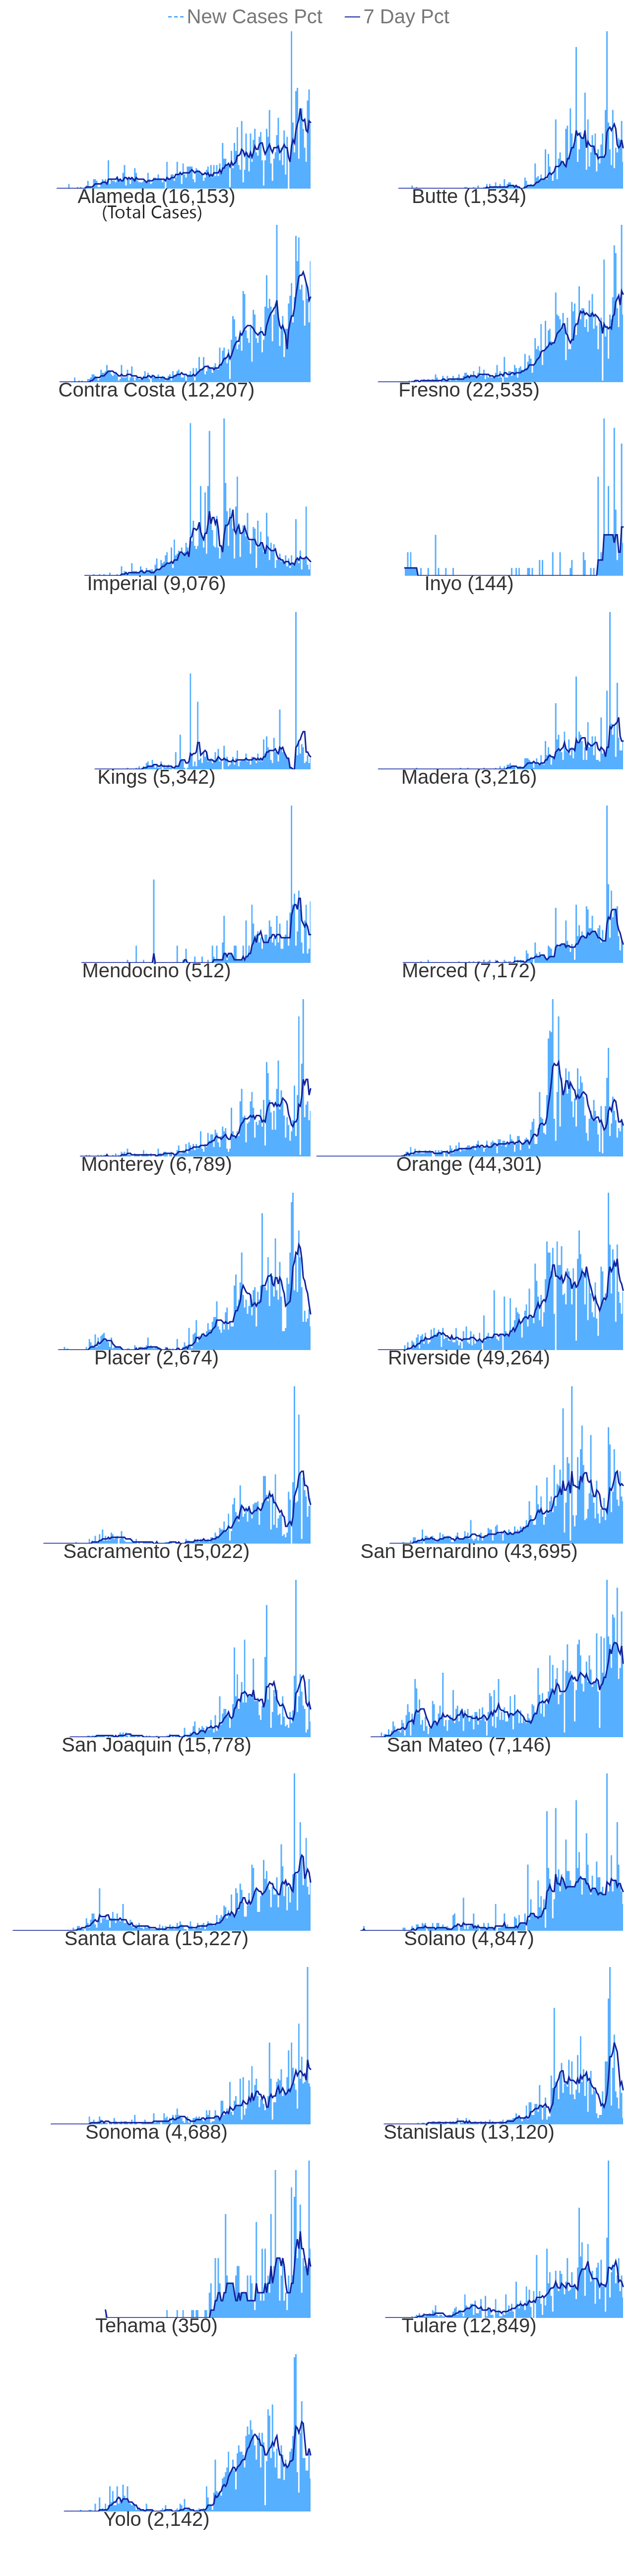 New Cases Pct 7 Day Pct
Alameda (16,153) Butte (1,534)
(Total Cases)
Contra Costa (12,207) Fresno (22,535)
Imperial (9,076) Inyo (144)
Kings (5,342) Madera (3,216)
Mendocino (512) Merced (7,172)
Monterey (6,789) Orange (44,301)
Placer (2,674) Riverside (49,264)
Sacramento (15,022) San Bernardino (43,695)
San Joaquin (15,778) San Mateo (7,146)
Santa Clara (15,227) Solano (4,847)
Sonoma (4,688) Stanislaus (13,120)
Tehama (350) Tulare (12,849)
Yolo (2,142)